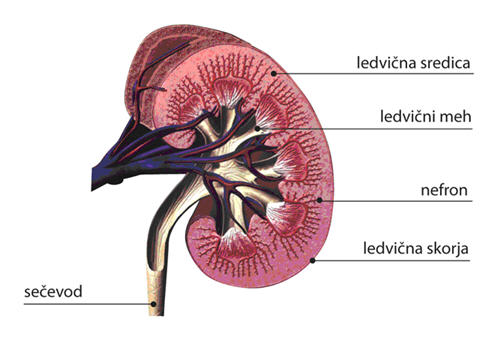 ledvična sredica
ledvični meh
nefron
ledvična skorja
sečevod